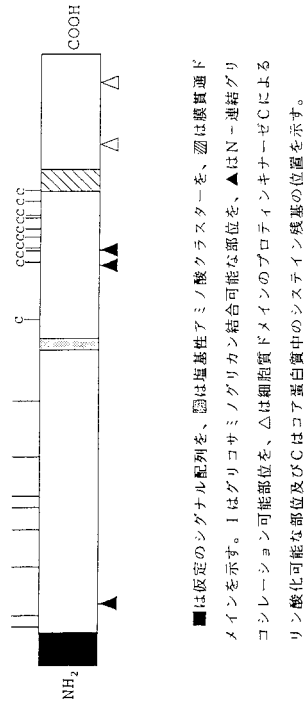 C
CCCCCCCC
NH₂
COOH
■は仮定のシグナル配列を、▩は塩基性アミノ酸クラスターを、▨は膜貫通ド
メインを示す。Iはグリコサミノグリカン結合可能な部位を、▲はN-連結グリ
コシレーション可能部位を、△は細胞質ドメインのプロティンキナーゼCによる
リン酸化可能な部位及びCはコア蛋白質中のシステイン残基の位置を示す。